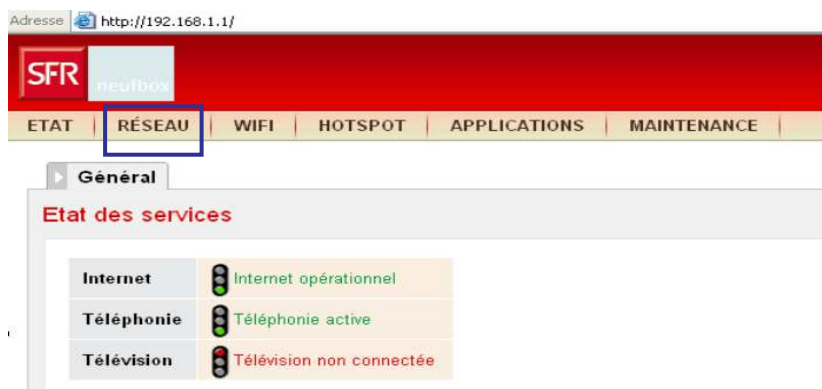 Adresse http://192.168.1.1/
SFR neufbox
ETAT RÉSEAU WIFI HOTSPOT APPLICATIONS MAINTENANCE
Général
Etat des services
Internet Internet opérationnel
Téléphonie Téléphonie active
Télévision Télévision non connectée